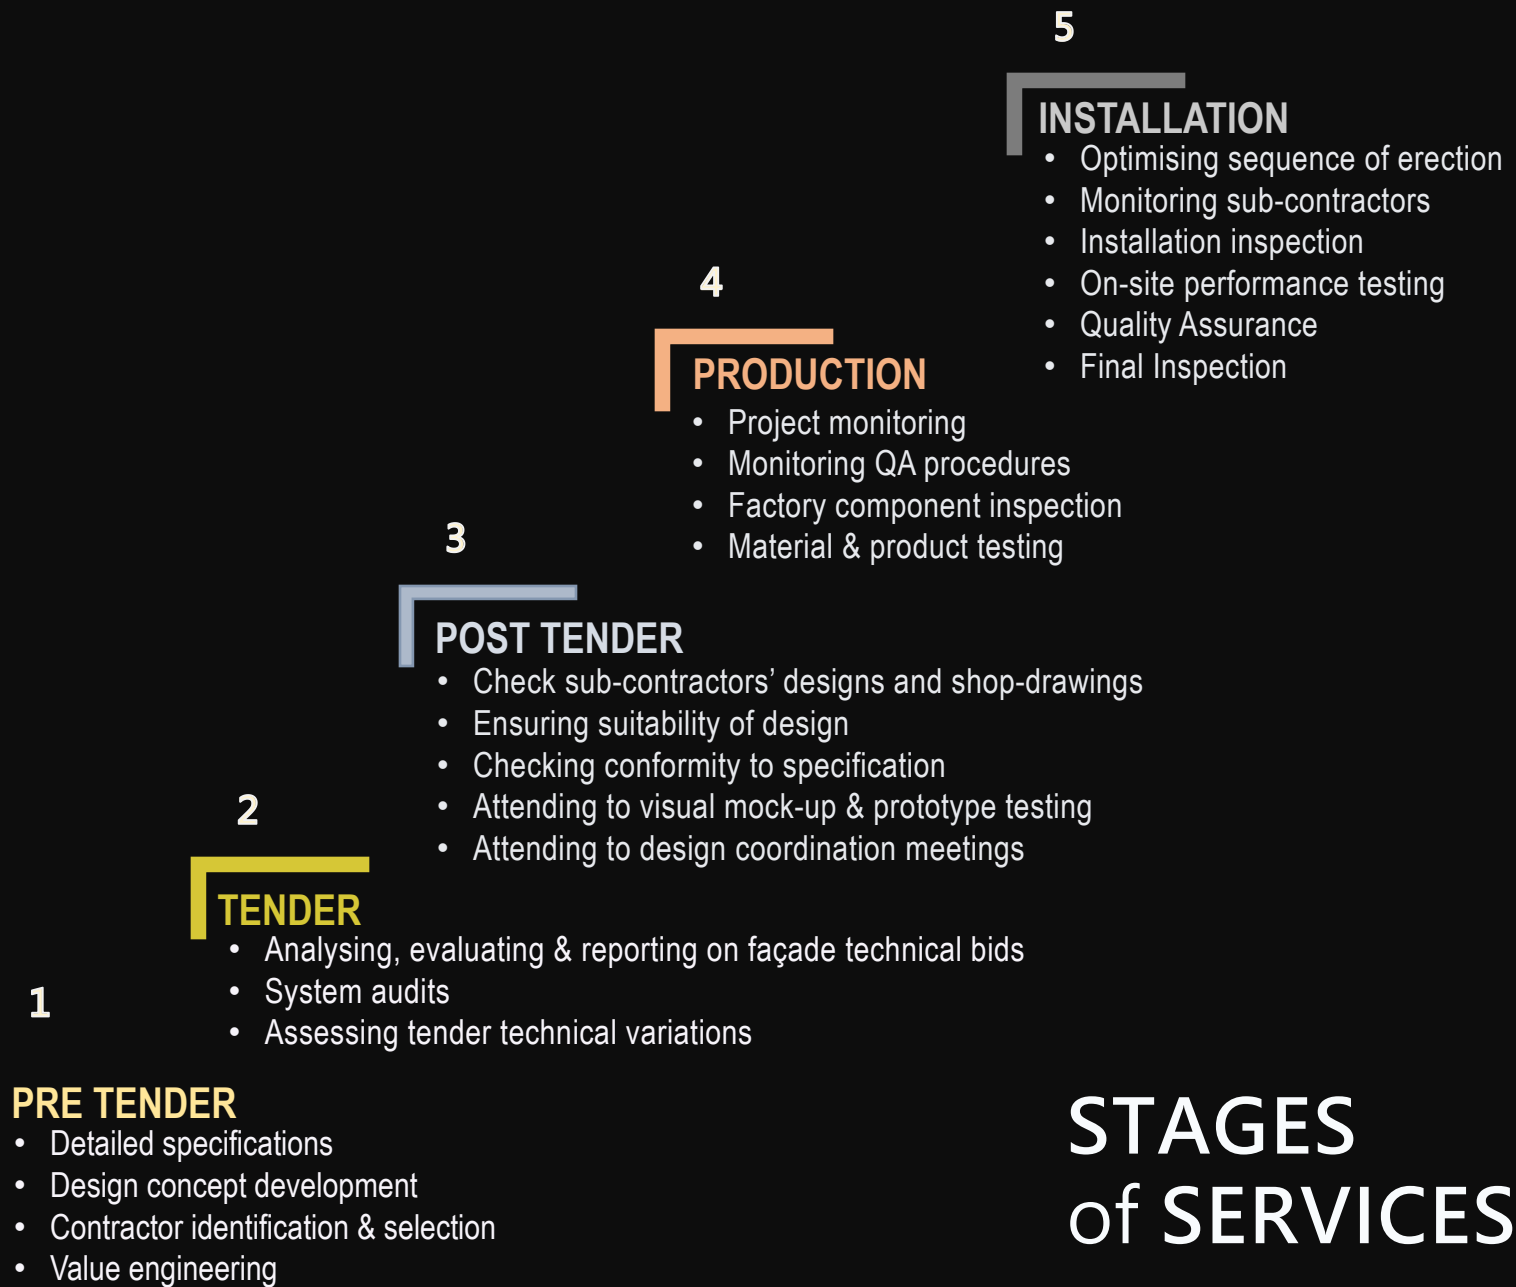 1
PRE TENDER
• Detailed specifications
• Design concept development
• Contractor identification & selection
• Value engineering
2
TENDER
• Analysing, evaluating & reporting on façade technical bids
• System audits
• Assessing tender technical variations
3
POST TENDER
• Check sub-contractors’ designs and shop-drawings
• Ensuring suitability of design
• Checking conformity to specification
• Attending to visual mock-up & prototype testing
• Attending to design coordination meetings
4
PRODUCTION
• Project monitoring
• Monitoring QA procedures
• Factory component inspection
• Material & product testing
5
INSTALLATION
• Optimising sequence of erection
• Monitoring sub-contractors
• Installation inspection
• On-site performance testing
• Quality Assurance
• Final Inspection
STAGES
of SERVICES